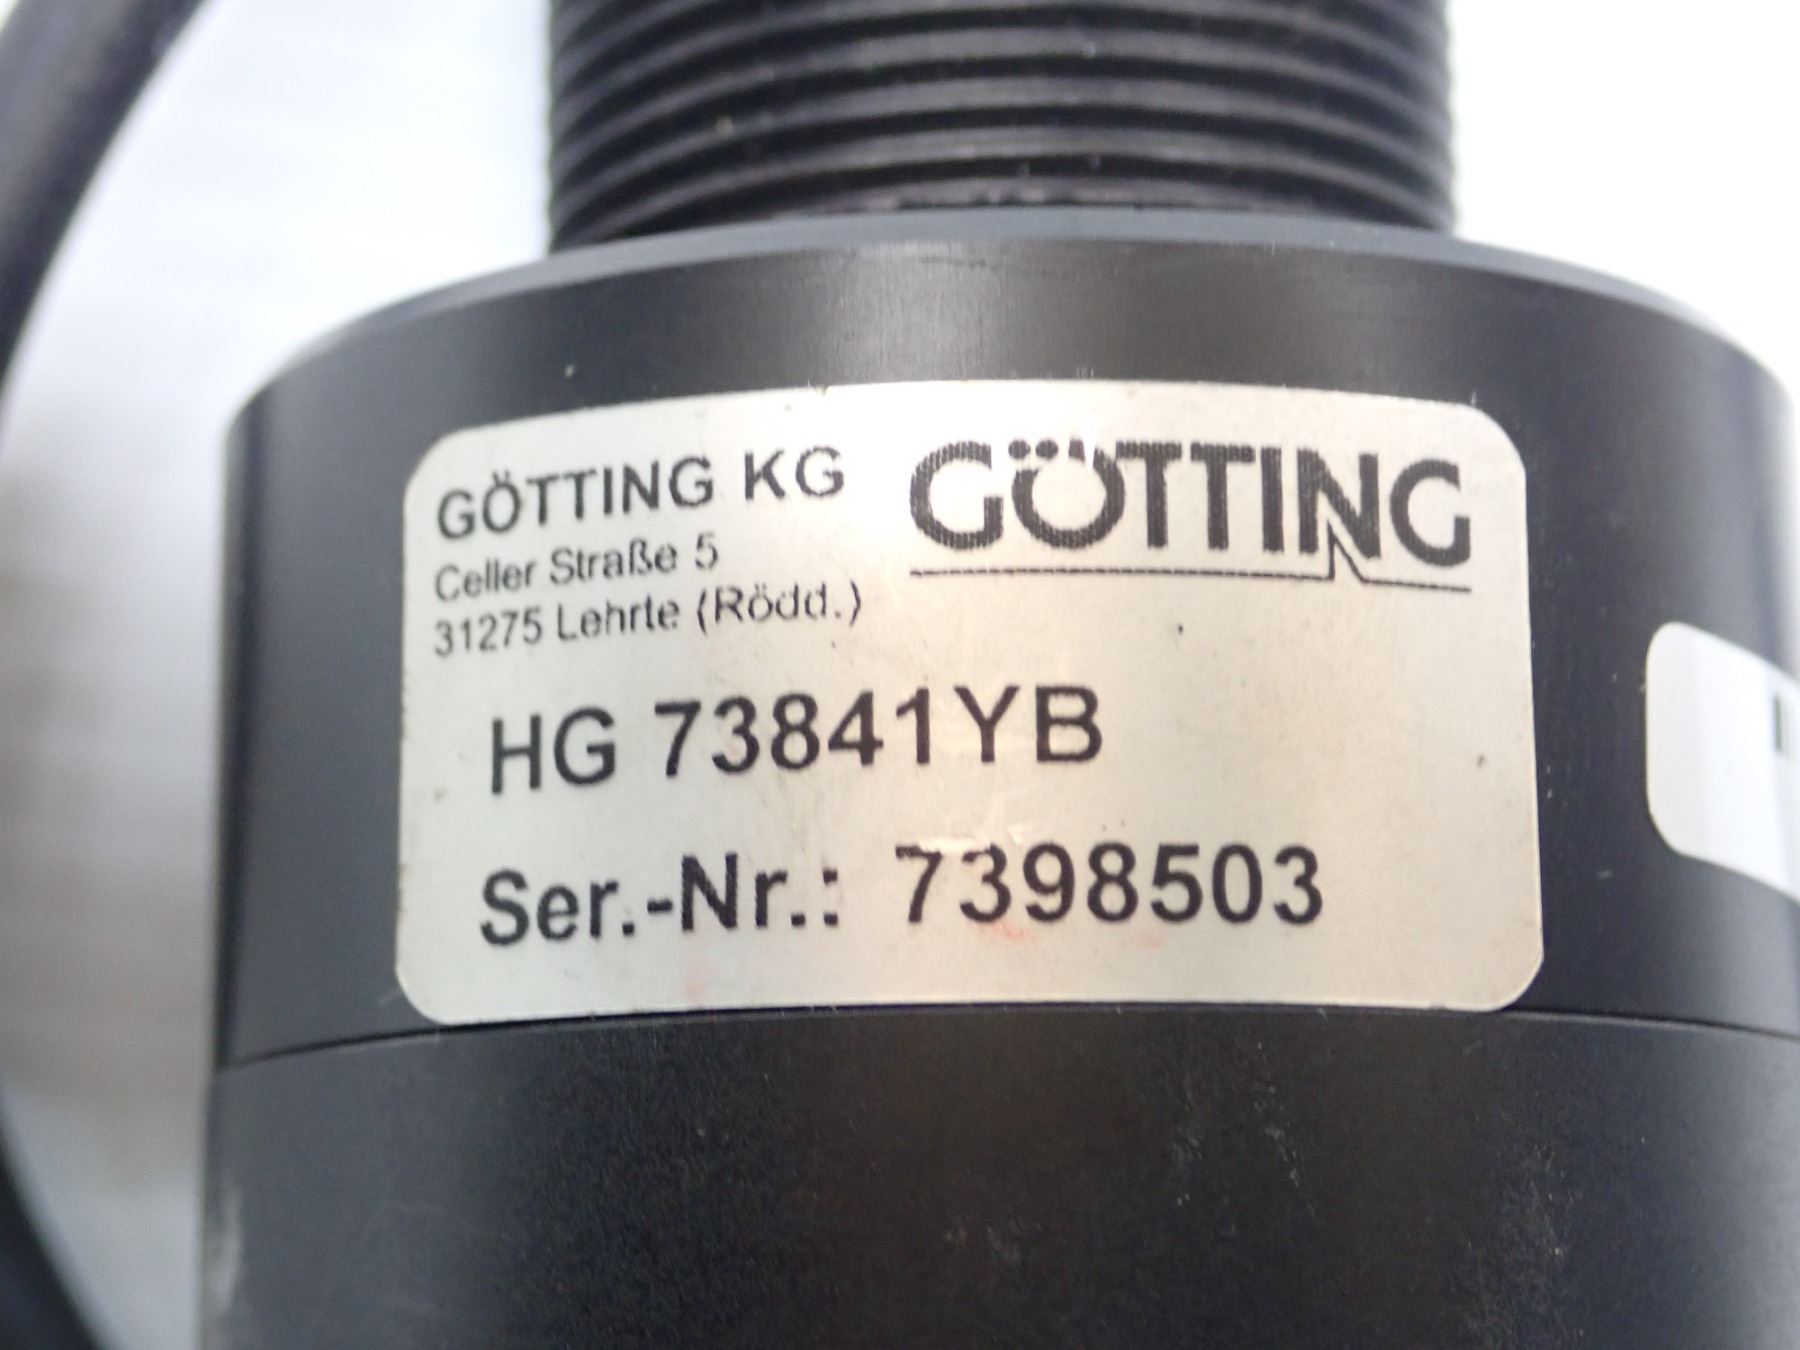 GÖTTING KG
GÖTTING
Celler Straße 5
31275 Lehrte (Rödd.)
HG 73841YB
Ser.-Nr.: 7398503